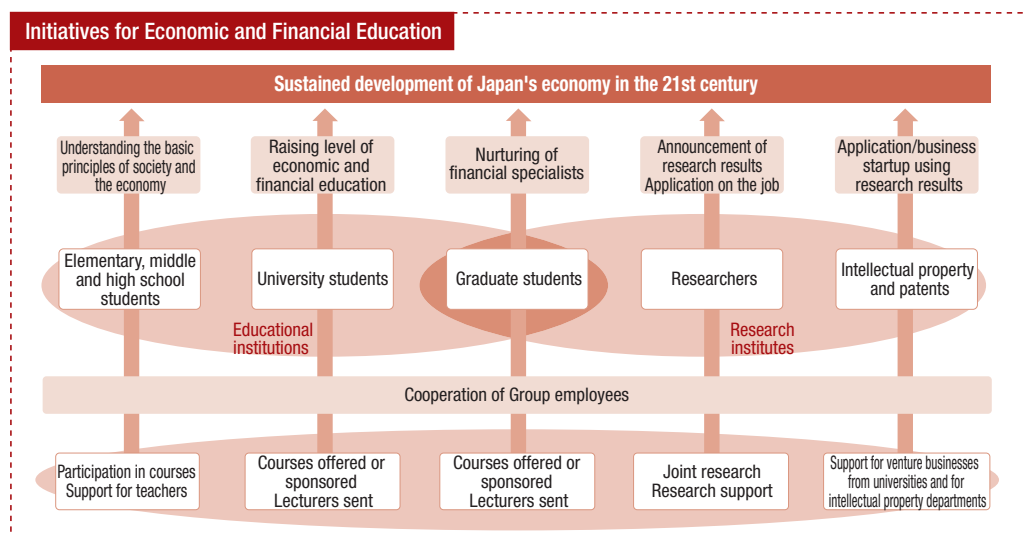 Initiatives for Economic and Financial Education
Sustained development of Japan's economy in the 21st century
Understanding the basic
principles of society and
the economy
Raising level of
economic and
financial education
Nurturing of
financial specialists
Announcement of
research results
Application on the job
Application/business
startup using
research results
Elementary, middle
and high school
students
University students
Graduate students
Researchers
Intellectual property
and patents
Educational
institutions
Research
institutes
Cooperation of Group employees
Participation in courses
Support for teachers
Courses offered or
sponsored
Lecturers sent
Courses offered or
sponsored
Lecturers sent
Joint research
Research support
Support for venture businesses
from universities and for
intellectual property departments